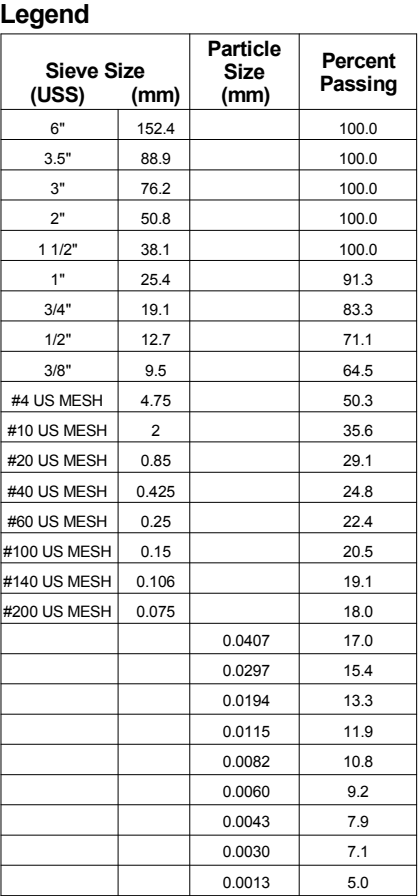 Legend
Sieve Size (USS) (mm) Particle Size (mm) Percent Passing
6" 152.4 100.0
3.5" 88.9 100.0
3" 76.2 100.0
2" 50.8 100.0
1 1/2" 38.1 100.0
1" 25.4 91.3
3/4" 19.1 83.3
1/2" 12.7 71.1
3/8" 9.5 64.5
#4 US MESH 4.75 50.3
#10 US MESH 2 35.6
#20 US MESH 0.85 29.1
#40 US MESH 0.425 24.8
#60 US MESH 0.25 22.4
#100 US MESH 0.15 20.5
#140 US MESH 0.106 19.1
#200 US MESH 0.075 18.0
0.0407 17.0
0.0297 15.4
0.0194 13.3
0.0115 11.9
0.0082 10.8
0.0060 9.2
0.0043 7.9
0.0030 7.1
0.0013 5.0